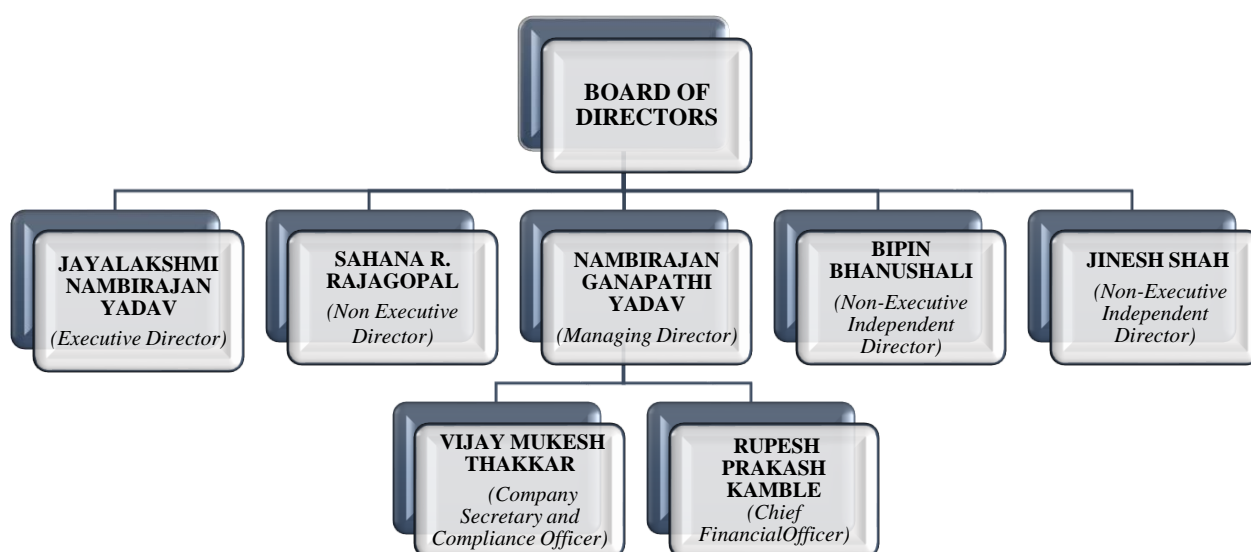 BOARD OF
DIRECTORS
JAYALAKSHMI
NAMBIRAJAN
YADAV
(Executive Director)
SAHANA R.
RAJAGOPAL
(Non Executive
Director)
NAMBIRAJAN
GANAPATHI
YADAV
(Managing Director)
BIPIN
BHANUSHALI
(Non-Executive
Independent
Director)
JINESH SHAH
(Non-Executive
Independent
Director)
VIJAY MUKESH
THAKKAR
(Company
Secretary and
Compliance Officer)
RUPESH
PRAKASH
KAMBLE
(Chief
FinancialOfficer)